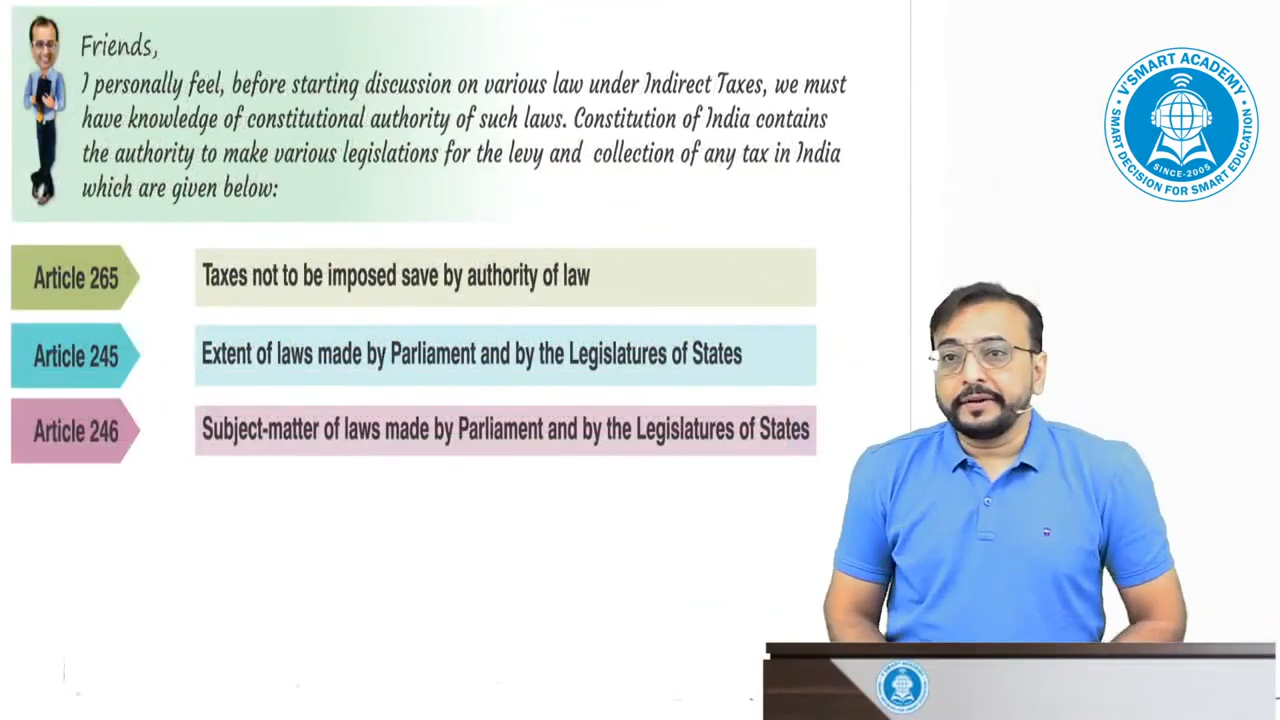 Friends,
I personally feel, before starting discussion on various law under Indirect Taxes, we must
have knowledge of constitutional authority of such laws. Constitution of India contains
the authority to make various legislations for the levy and collection of any tax in India
which are given below:
Article 265
Taxes not to be imposed save by authority of law
Article 245
Extent of laws made by Parliament and by the Legislatures of States
Article 246
Subject-matter of laws made by Parliament and by the Legislatures of States
V'SMART ACADEMY
SINCE-2005
SMART DECISION FOR SMART EDUCATION